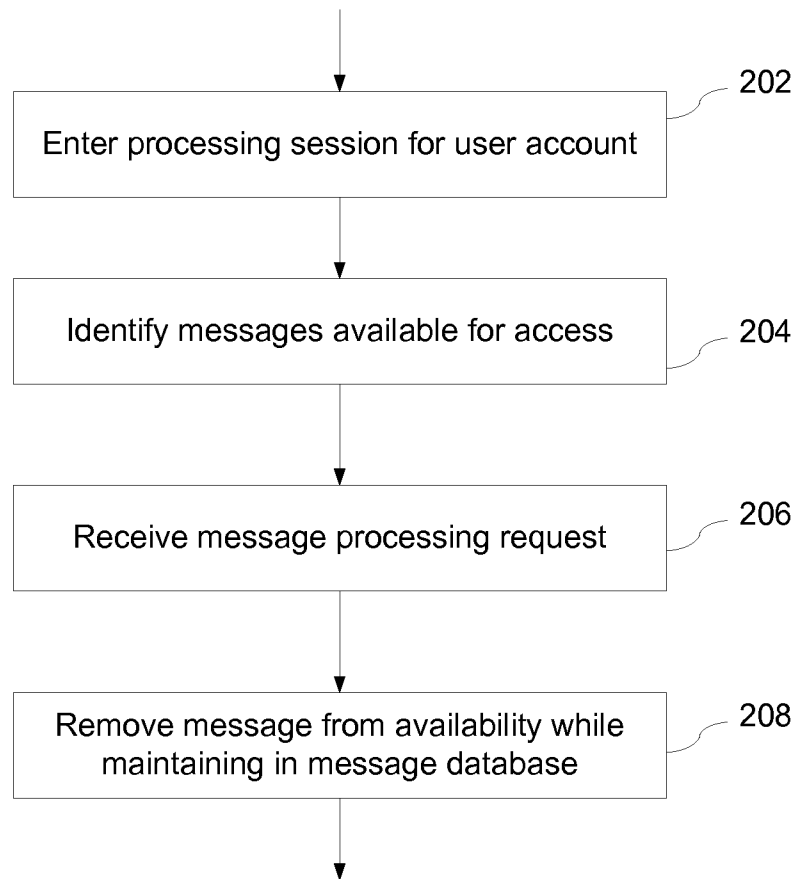 202
Enter processing session for user account
204
Identify messages available for access
206
Receive message processing request
208
Remove message from availability while
maintaining in message database